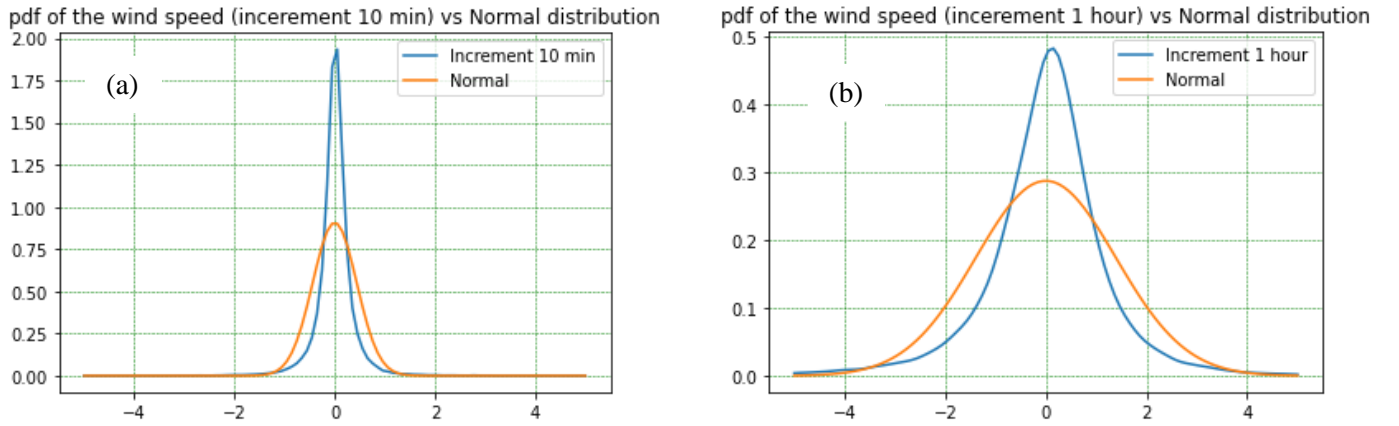 pdf of the wind speed (incerement 10 min) vs Normal distribution
2.00
1.75
1.50
1.25
1.00
0.75
0.50
0.25
0.00
(a)
Increment 10 min
Normal
−4 −2 0 2 4
pdf of the wind speed (incerement 1 hour) vs Normal distribution
0.5
0.4
0.3
0.2
0.1
0.0
(b)
Increment 1 hour
Normal
−4 −2 0 2 4